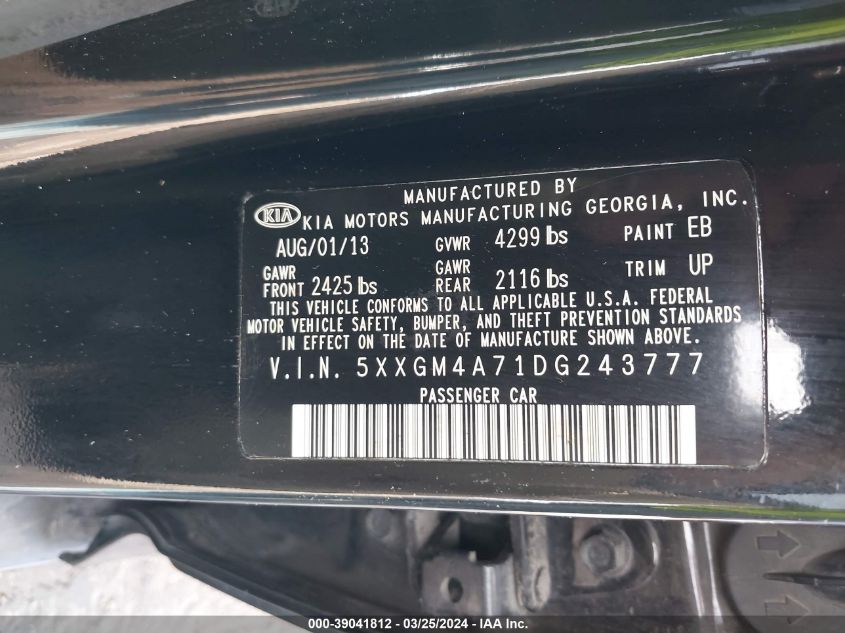 MANUFACTURED BY
KIA KIA MOTORS MANUFACTURING GEORGIA, INC.
AUG/01/13 GVWR 4299 lbs PAINT EB
GAWR FRONT 2425 lbs GAWR REAR 2116 lbs TRIM UP
THIS VEHICLE CONFORMS TO ALL APPLICABLE U.S.A. FEDERAL
MOTOR VEHICLE SAFETY, BUMPER, AND THEFT PREVENTION STANDARDS
IN EFFECT ON THE DATE OF MANUFACTURE SHOWN ABOVE.
V.I.N. 5XXGM4A71DG243777
PASSENGER CAR
000-39041812 - 03/25/2024 - IAA Inc.